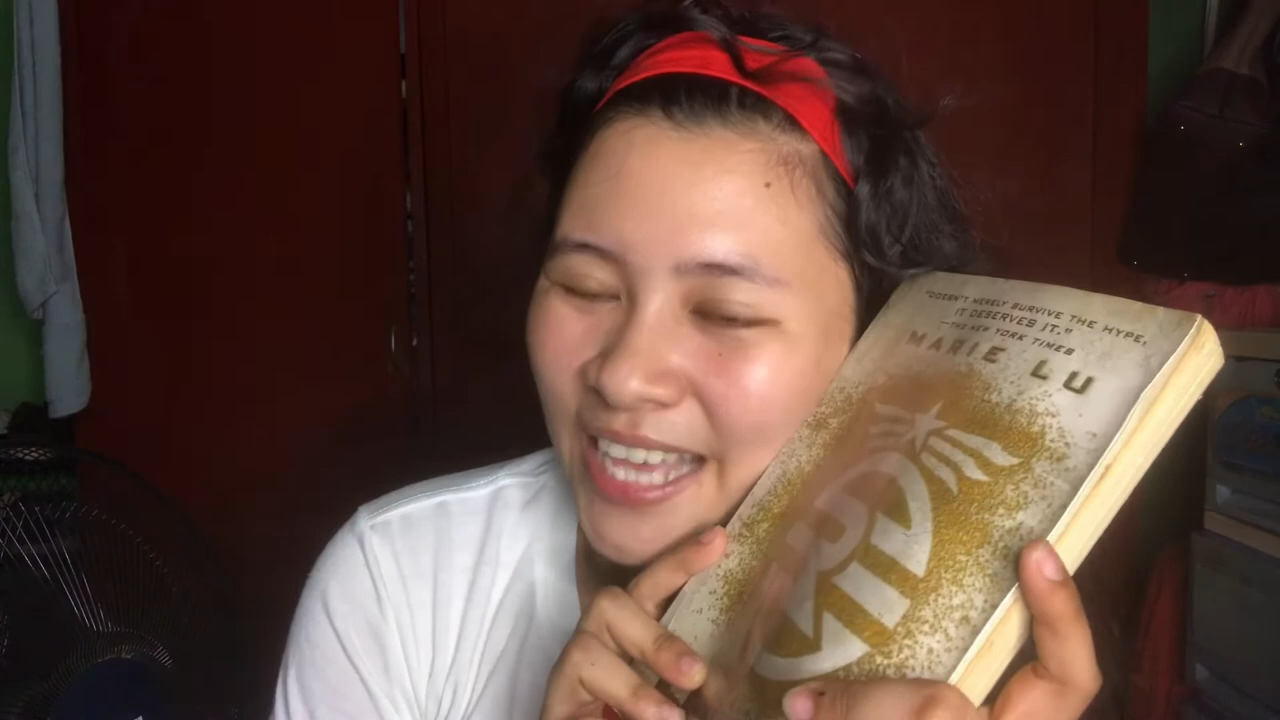 "DOESN'T MERELY SURVIVE THE HYPE,
IT DESERVES IT."
—THE NEW YORK TIMES
MARIE LU